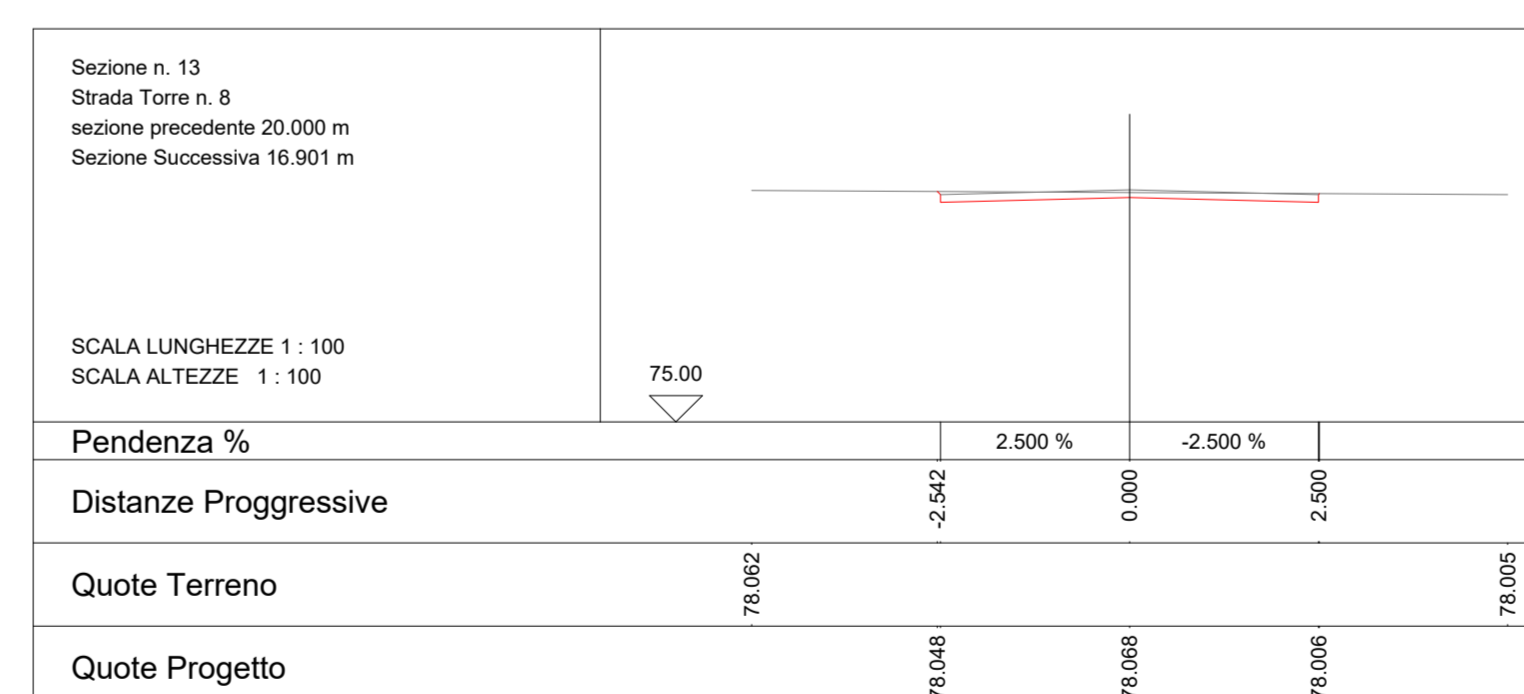 Sezione n. 13
Strada Torre n. 8
sezione precedente 20.000 m
Sezione Successiva 16.901 m
SCALA LUNGHEZZE 1 : 100
SCALA ALTEZZE 1 : 100
75.00
Pendenza % 2.500 % -2.500 %
Distanze Proggressive -2.542 0.000 2.500
Quote Terreno 78.062 78.005
Quote Progetto 78.048 78.068 78.006